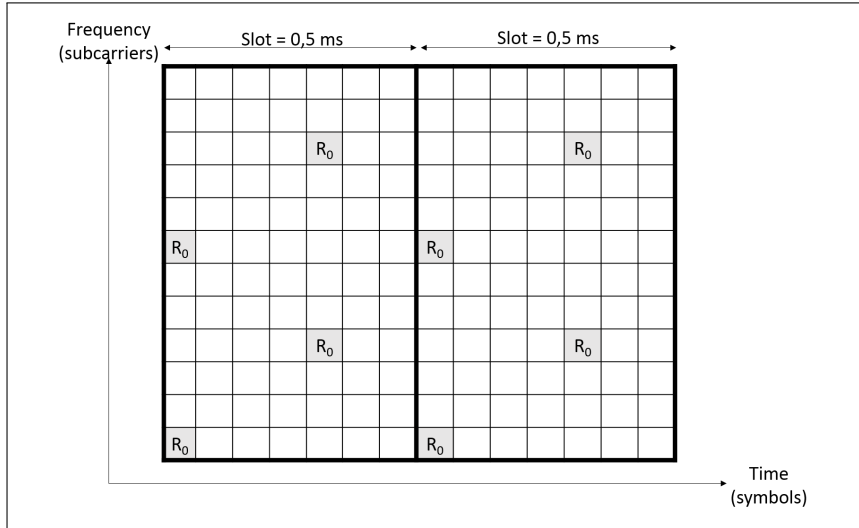 Frequency
(subcarriers)
Slot = 0,5 ms
Slot = 0,5 ms
R₀
R₀
R₀
R₀
R₀
R₀
R₀
R₀
Time
(symbols)